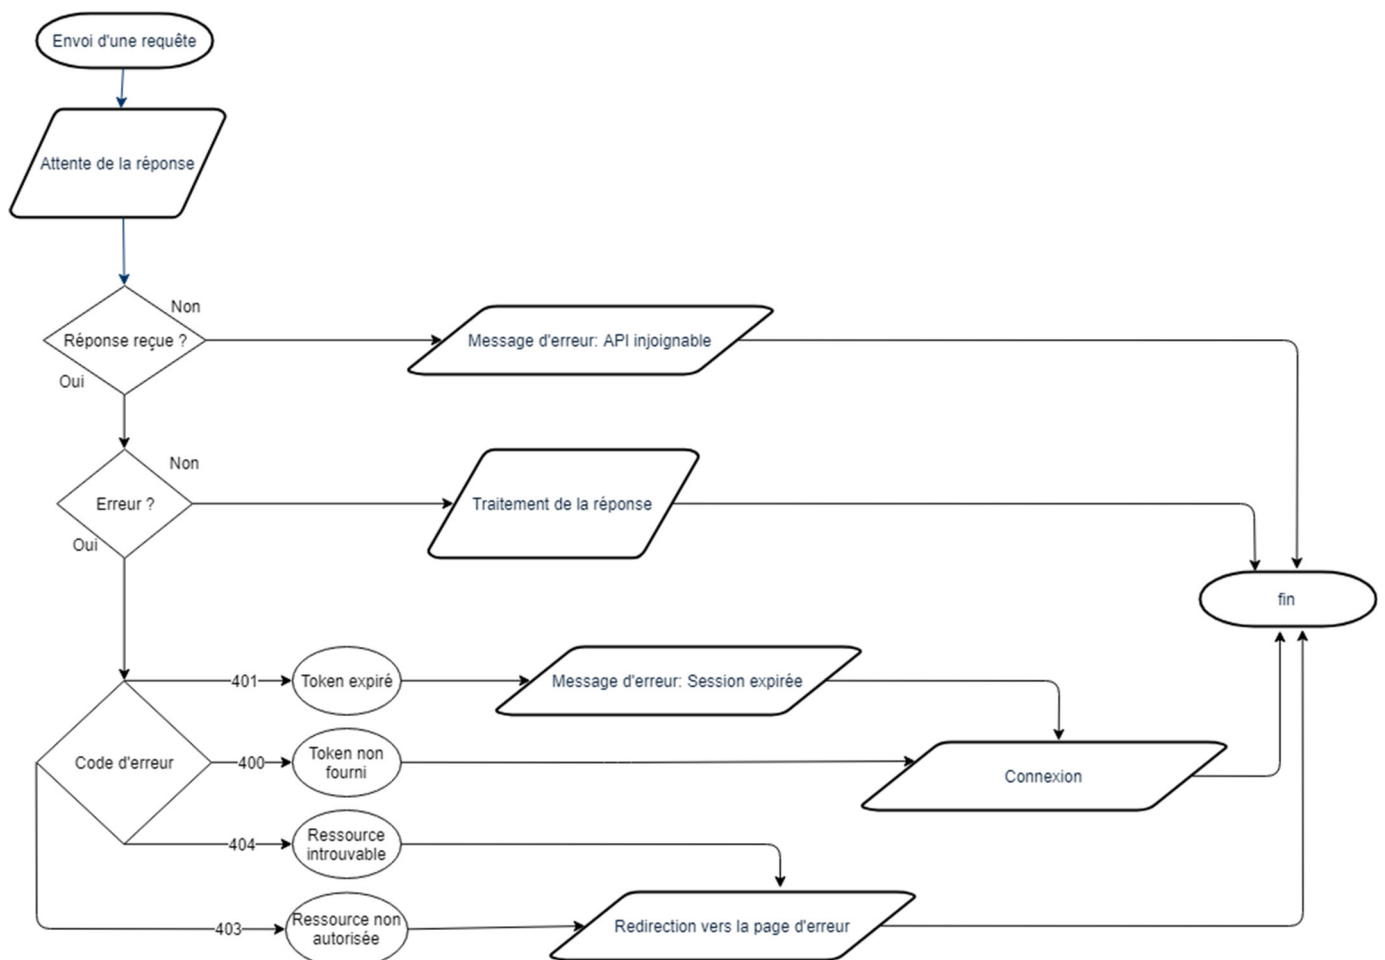 Envoi d'une requête
Attente de la réponse
Non
Réponse reçue ?
Message d'erreur: API injoignable
Oui
Non
Erreur ?
Traitement de la réponse
Oui
fin
401
Token expiré
Message d'erreur: Session expirée
Code d'erreur
400
Token non
fourni
Connexion
404
Ressource
introuvable
403
Ressource non
autorisée
Redirection vers la page d'erreur